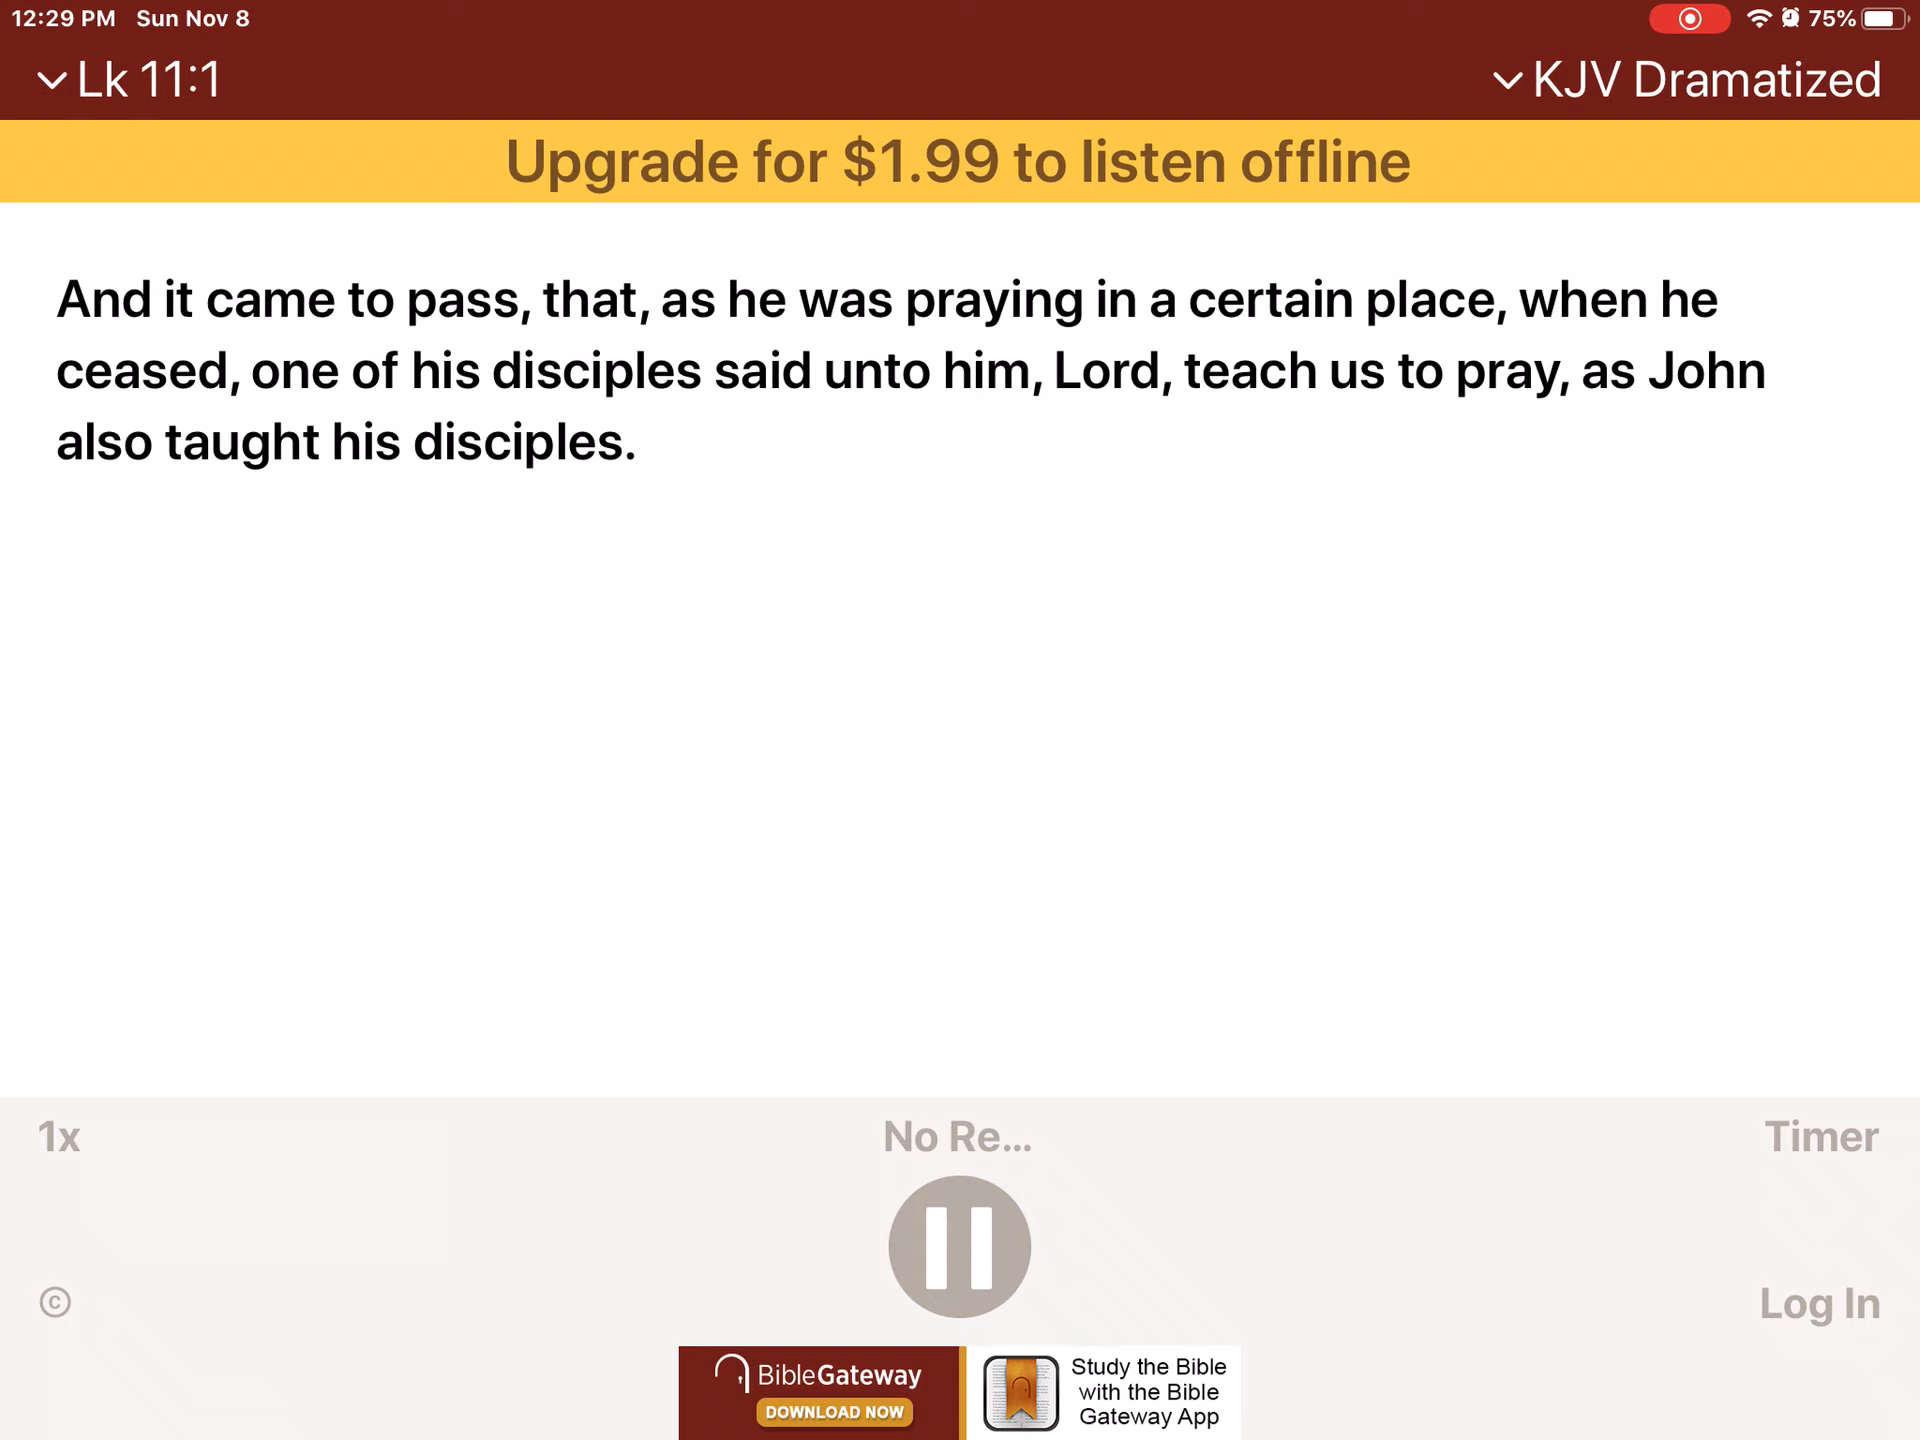 12:29 PM Sun Nov 8
75%
Lk 11:1
KJV Dramatized
Upgrade for $1.99 to listen offline
And it came to pass, that, as he was praying in a certain place, when he
ceased, one of his disciples said unto him, Lord, teach us to pray, as John
also taught his disciples.
1x
No Re...
Timer
©
Log In
BibleGateway
DOWNLOAD NOW
Study the Bible
with the Bible
Gateway App